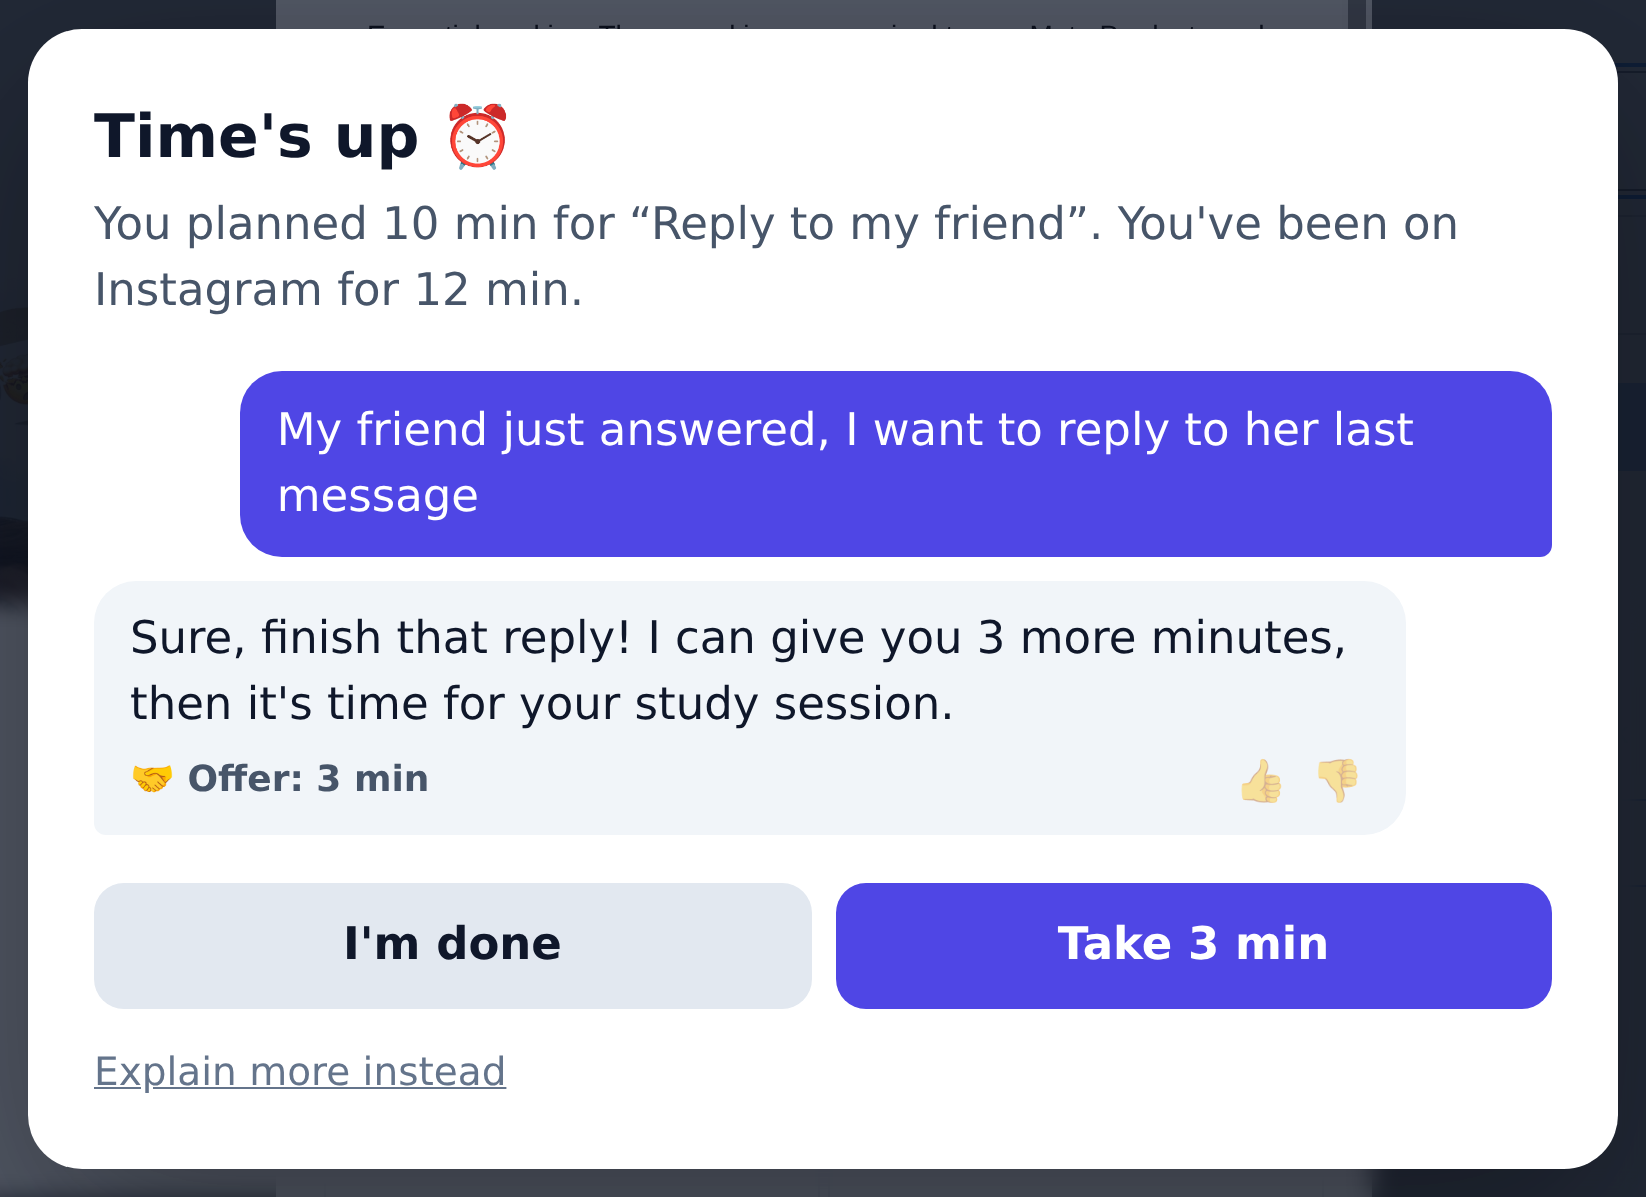 Time's up ⏰
You planned 10 min for “Reply to my friend”. You've been on
Instagram for 12 min.
My friend just answered, I want to reply to her last
message
Sure, finish that reply! I can give you 3 more minutes,
then it's time for your study session.
🤝 Offer: 3 min 👍 👎
I'm done
Take 3 min
Explain more instead